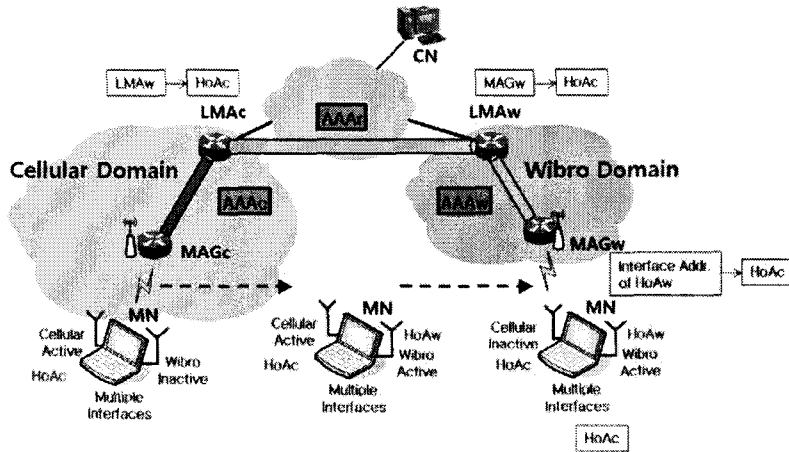 CN
LMAw → HoAc
MAGw → HoAc
LMAc
LMAw
AAAr
Cellular Domain
Wibro Domain
AAAc
AAAw
MAGc
MAGw
Interface Addr. of HoAw → HoAc
MN
Cellular Active
HoAc
Wibro Inactive
Multiple Interfaces
MN
Cellular Active
HoAc
HoAw
Wibro Active
Multiple Interfaces
MN
Cellular Inactive
HoAc
HoAw
Wibro Active
Multiple Interfaces
HoAc